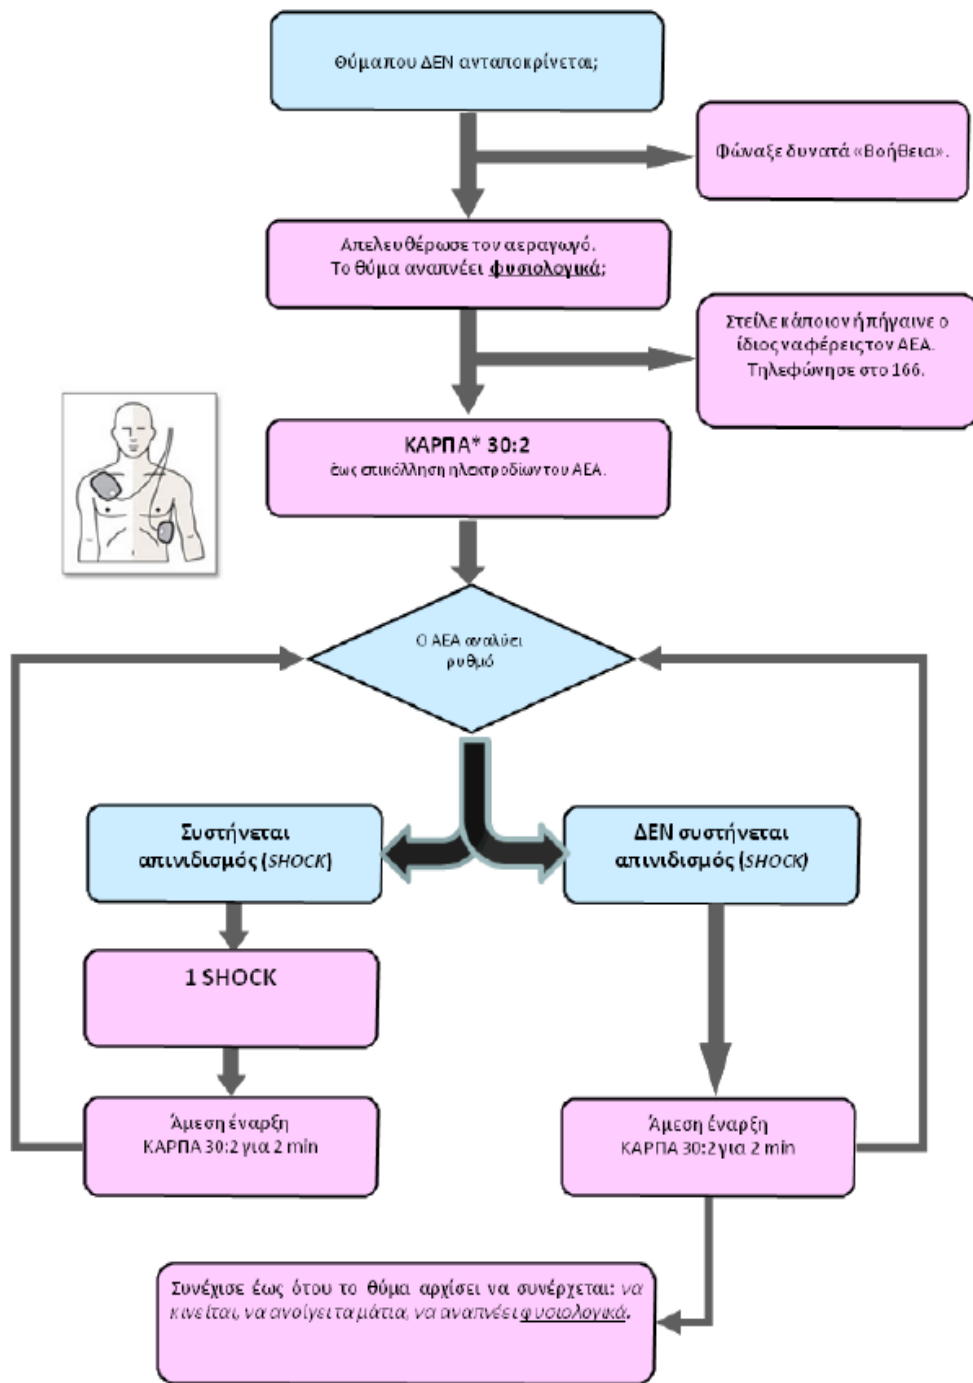 Θύμα που ΔΕΝ ανταποκρίνεται;
Φώναξε δυνατά «Βοήθεια».
Απελευθέρωσε τον αεραγωγό.
Το θύμα αναπνέει φυσιολογικά;
Στείλε κάποιον ή πήγαινε ο
ίδιος να φέρεις τον ΑΕΑ.
Τηλεφώνησε στο 166.
ΚΑΡΠΑ* 30:2
έως επικόλληση ηλεκτροδίων του ΑΕΑ.
Ο ΑΕΑ αναλύει
ρυθμό
Συστήνεται
απινιδισμός (SHOCK)
ΔΕΝ συστήνεται
απινιδισμός (SHOCK)
1 SHOCK
Άμεση έναρξη
ΚΑΡΠΑ 30:2 για 2 min
Άμεση έναρξη
ΚΑΡΠΑ 30:2 για 2 min
Συνέχισε έως ότου το θύμα αρχίσει να συνέρχεται: να
κινείται, να ανοίγει τα μάτια, να αναπνέει φυσιολογικά.